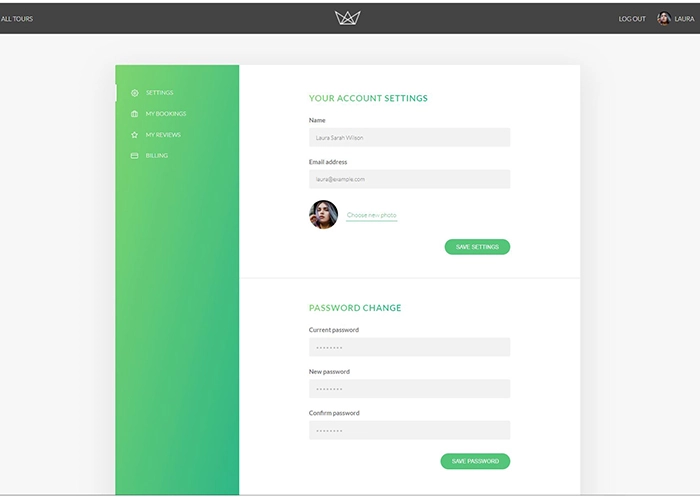 ALL TOURS
LOG OUT
LAURA
SETTINGS
MY BOOKINGS
MY REVIEWS
BILLING
YOUR ACCOUNT SETTINGS
Name
Laura Sarah Wilson
Email address
laura@example.com
Choose new photo
SAVE SETTINGS
PASSWORD CHANGE
Current password
••••••••
New password
••••••••
Confirm password
••••••••
SAVE PASSWORD